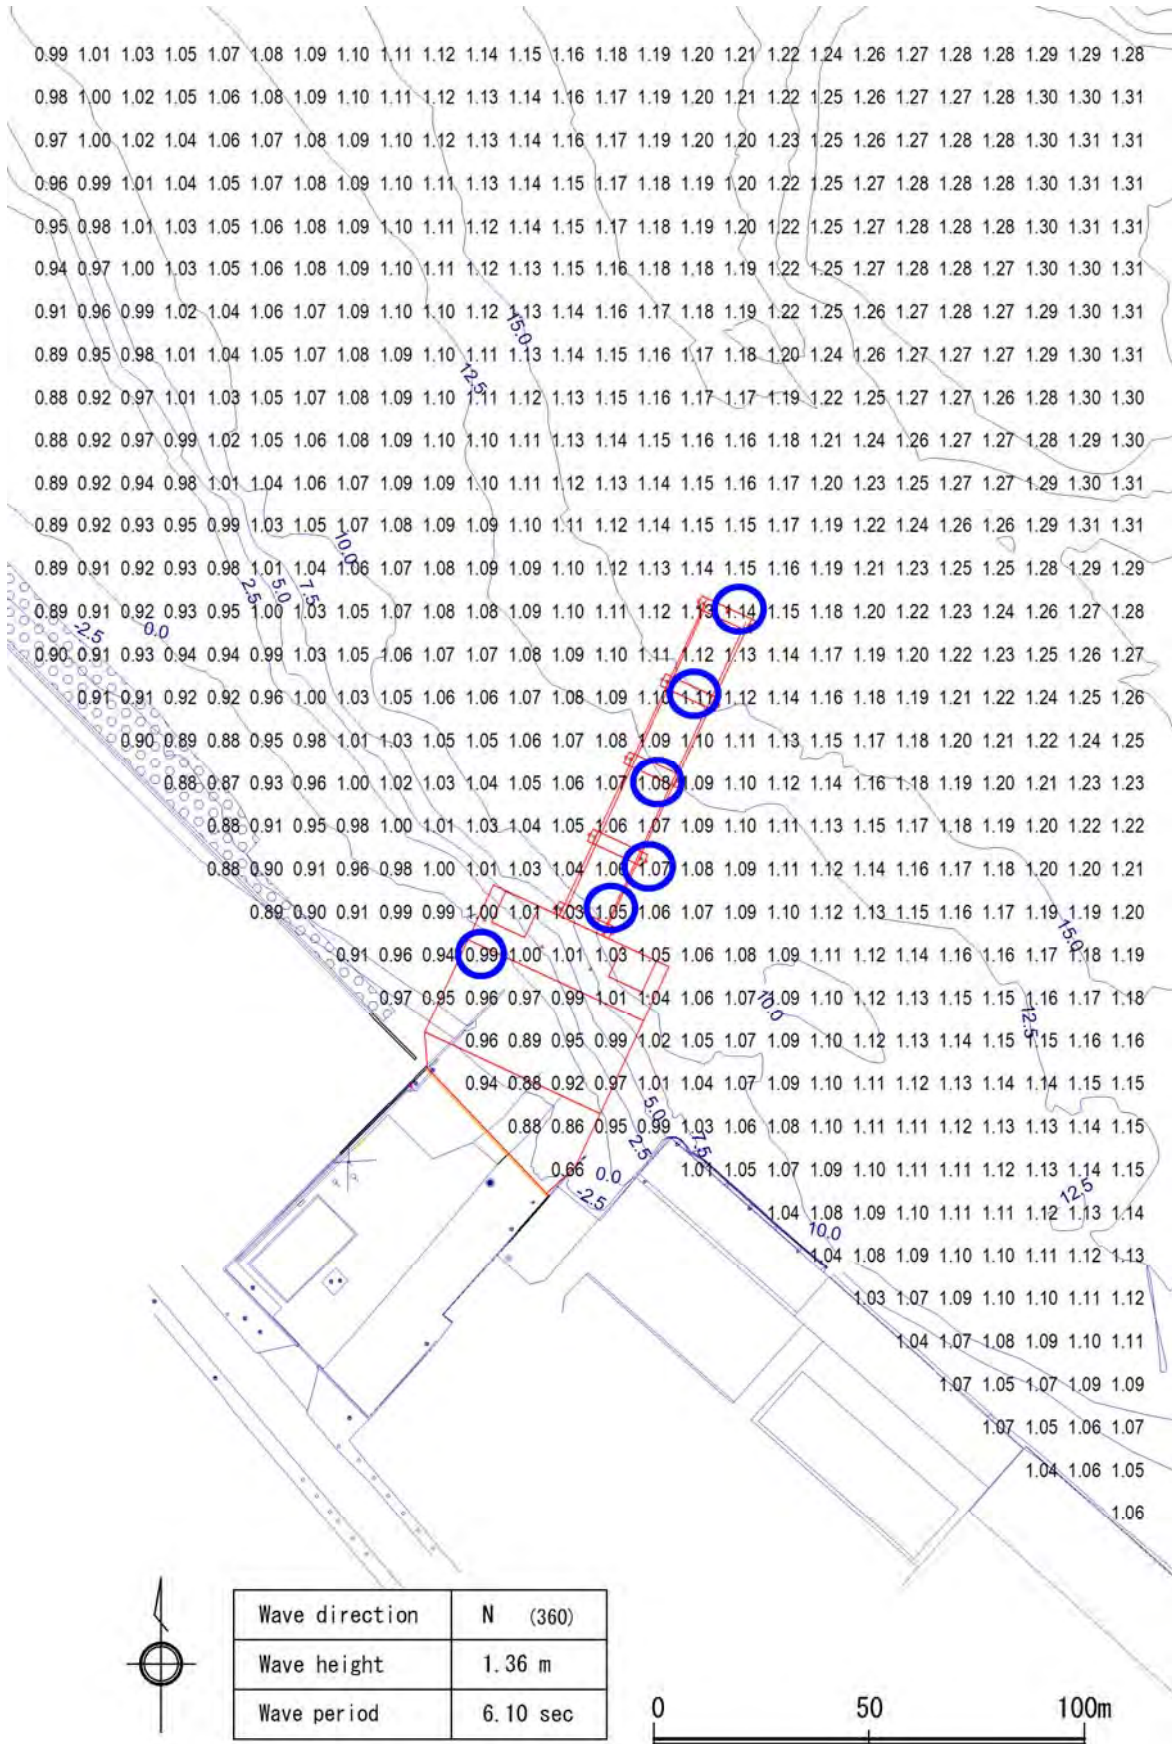 0.99 1.01 1.03 1.05 1.07 1.08 1.09 1.10 1.11 1.12 1.14 1.15 1.16 1.18 1.19 1.20 1.21 1.22 1.24 1.26 1.27 1.28 1.28 1.29 1.29 1.28
0.98 1.00 1.02 1.05 1.06 1.08 1.09 1.10 1.11 1.12 1.13 1.14 1.16 1.17 1.19 1.20 1.21 1.22 1.25 1.26 1.27 1.27 1.28 1.30 1.30 1.31
0.97 1.00 1.02 1.04 1.06 1.07 1.08 1.09 1.10 1.12 1.13 1.14 1.16 1.17 1.19 1.20 1.20 1.23 1.25 1.26 1.27 1.28 1.28 1.30 1.31 1.31
0.96 0.99 1.01 1.04 1.05 1.07 1.08 1.09 1.10 1.11 1.13 1.14 1.15 1.17 1.18 1.19 1.20 1.22 1.25 1.27 1.28 1.28 1.28 1.30 1.31 1.31
0.95 0.98 1.01 1.03 1.05 1.06 1.08 1.09 1.10 1.11 1.12 1.14 1.15 1.17 1.18 1.19 1.20 1.22 1.25 1.27 1.28 1.28 1.28 1.30 1.31 1.31
0.94 0.97 1.00 1.03 1.05 1.06 1.08 1.09 1.10 1.11 1.12 1.13 1.15 1.16 1.18 1.18 1.19 1.22 1.25 1.27 1.28 1.28 1.27 1.30 1.30 1.31
0.91 0.96 0.99 1.02 1.04 1.06 1.07 1.09 1.10 1.10 1.12 1.13 1.14 1.16 1.17 1.18 1.19 1.22 1.25 1.26 1.28 1.28 1.27 1.29 1.30 1.31
15.0
0.89 0.95 0.98 1.01 1.04 1.05 1.07 1.08 1.09 1.10 1.11 1.13 1.14 1.15 1.16 1.17 1.18 1.20 1.24 1.26 1.27 1.27 1.27 1.29 1.30 1.31
12.5
0.88 0.92 0.97 1.01 1.03 1.05 1.07 1.08 1.09 1.10 1.11 1.12 1.13 1.15 1.16 1.17 1.17 1.19 1.22 1.25 1.27 1.27 1.26 1.28 1.30 1.30
0.88 0.92 0.97 0.99 1.02 1.05 1.06 1.08 1.09 1.10 1.10 1.11 1.13 1.14 1.15 1.16 1.16 1.18 1.21 1.24 1.26 1.27 1.27 1.28 1.29 1.30
0.89 0.92 0.94 0.98 1.01 1.04 1.06 1.07 1.09 1.09 1.10 1.11 1.12 1.13 1.14 1.15 1.16 1.17 1.20 1.23 1.25 1.27 1.27 1.29 1.30 1.31
0.89 0.92 0.93 0.95 0.99 1.03 1.05 1.07 1.08 1.09 1.09 1.10 1.11 1.12 1.14 1.15 1.15 1.17 1.19 1.22 1.24 1.26 1.26 1.29 1.31 1.31
10.0
0.89 0.91 0.92 0.93 0.98 1.01 1.04 1.06 1.07 1.08 1.09 1.09 1.10 1.12 1.13 1.14 1.15 1.16 1.19 1.21 1.23 1.25 1.25 1.28 1.29 1.29
2.5 5.0 7.5
0.89 0.91 0.92 0.93 0.95 1.00 1.03 1.05 1.07 1.08 1.08 1.09 1.10 1.11 1.12 1.13 1.14 1.15 1.18 1.20 1.22 1.23 1.24 1.26 1.27 1.28
-2.5 0.0
0.90 0.91 0.93 0.94 0.94 0.99 1.03 1.05 1.06 1.07 1.07 1.08 1.09 1.10 1.11 1.12 1.13 1.14 1.17 1.19 1.20 1.22 1.23 1.25 1.26 1.27
0.91 0.91 0.92 0.92 0.96 1.00 1.03 1.05 1.06 1.06 1.07 1.08 1.09 1.10 1.11 1.12 1.14 1.16 1.18 1.19 1.21 1.22 1.24 1.25 1.26
0.90 0.89 0.88 0.95 0.98 1.01 1.03 1.05 1.05 1.06 1.07 1.08 1.09 1.10 1.11 1.13 1.15 1.17 1.18 1.20 1.21 1.22 1.24 1.25
0.88 0.87 0.93 0.96 1.00 1.02 1.03 1.04 1.05 1.06 1.07 1.08 1.09 1.10 1.12 1.14 1.16 1.18 1.19 1.20 1.21 1.23 1.23
0.88 0.91 0.95 0.98 1.00 1.01 1.03 1.04 1.05 1.06 1.07 1.09 1.10 1.11 1.13 1.15 1.17 1.18 1.19 1.20 1.22 1.22
0.88 0.90 0.91 0.96 0.98 1.00 1.01 1.03 1.04 1.06 1.07 1.08 1.09 1.11 1.12 1.14 1.16 1.17 1.18 1.20 1.20 1.21
0.89 0.90 0.91 0.99 0.99 1.00 1.01 1.03 1.05 1.06 1.07 1.09 1.10 1.12 1.13 1.15 1.16 1.17 1.19 1.19 1.20
15.0
0.91 0.96 0.94 0.99 1.00 1.01 1.03 1.05 1.06 1.08 1.09 1.11 1.12 1.14 1.16 1.16 1.17 1.18 1.19
0.97 0.95 0.96 0.97 0.99 1.01 1.04 1.06 1.07 1.09 1.10 1.12 1.13 1.15 1.15 1.16 1.17 1.18
10.0 12.5
0.96 0.89 0.95 0.99 1.02 1.05 1.07 1.09 1.10 1.12 1.13 1.14 1.15 1.15 1.16 1.16
0.94 0.88 0.92 0.97 1.01 1.04 1.07 1.09 1.10 1.11 1.12 1.13 1.14 1.14 1.15 1.15
5.0
0.88 0.86 0.95 0.99 1.03 1.06 1.08 1.10 1.11 1.11 1.12 1.13 1.13 1.14 1.15
2.5 7.5
0.66 0.0 1.01 1.05 1.07 1.09 1.10 1.11 1.11 1.12 1.13 1.14 1.15
-2.5 12.5
1.04 1.08 1.09 1.10 1.11 1.11 1.12 1.13 1.14
10.0
1.04 1.08 1.09 1.10 1.10 1.11 1.12 1.13
1.03 1.07 1.09 1.10 1.10 1.11 1.12
1.04 1.07 1.08 1.09 1.10 1.11
1.07 1.05 1.07 1.09 1.09
1.07 1.05 1.06 1.07
1.04 1.06 1.05
1.06
Wave direction N (360)
Wave height 1.36 m
Wave period 6.10 sec
0 50 100m